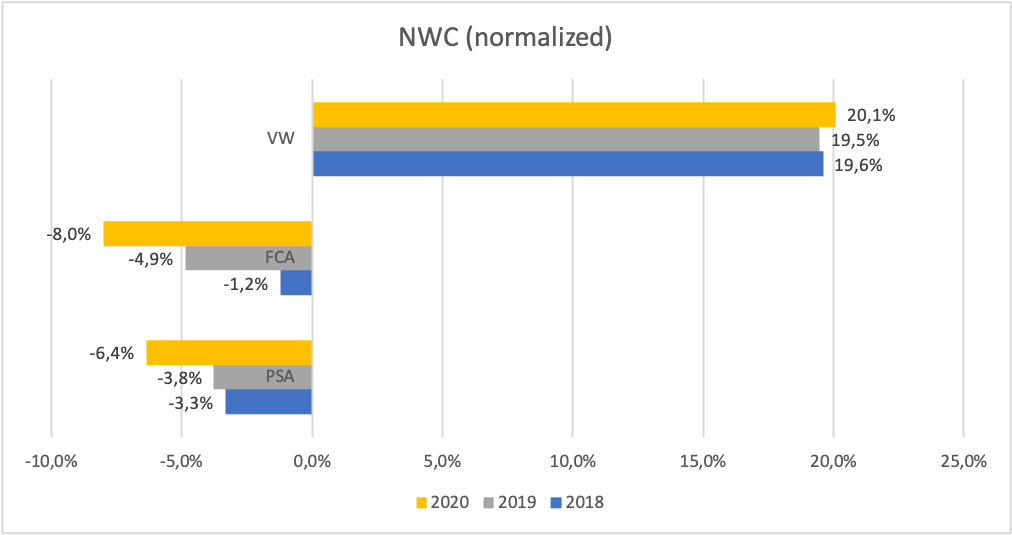 NWC (normalized)
VW
20,1%
19,5%
19,6%
-8,0%
-4,9%
FCA
-1,2%
-6,4%
-3,8%
PSA
-3,3%
-10,0% -5,0% 0,0% 5,0% 10,0% 15,0% 20,0% 25,0%
2020 2019 2018